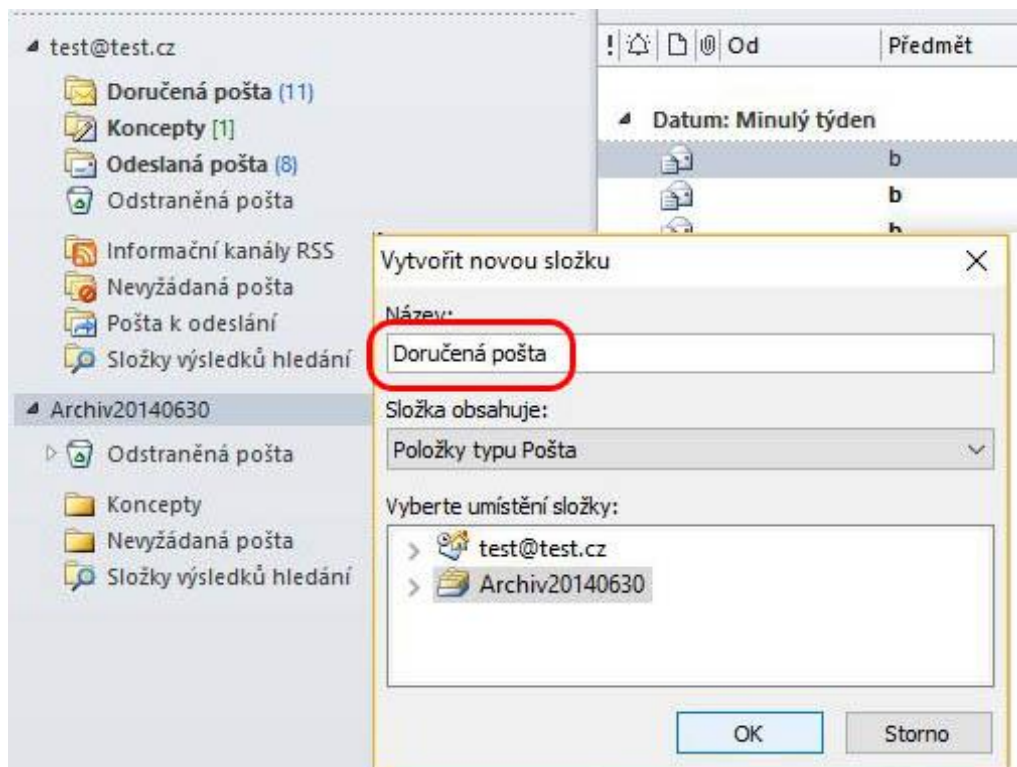 test@test.cz
Doručená pošta (11)
Koncepty [1]
Odeslaná pošta (8)
Odstraněná pošta
Informační kanály RSS
Nevyžádaná pošta
Pošta k odeslání
Složky výsledků hledání
Archiv20140630
Odstraněná pošta
Koncepty
Nevyžádaná pošta
Složky výsledků hledání
! Od Předmět
Datum: Minulý týden
b
b
b
Vytvořit novou složku
Název:
Doručená pošta
Složka obsahuje:
Položky typu Pošta
Vyberte umístění složky:
test@test.cz
Archiv20140630
OK Storno